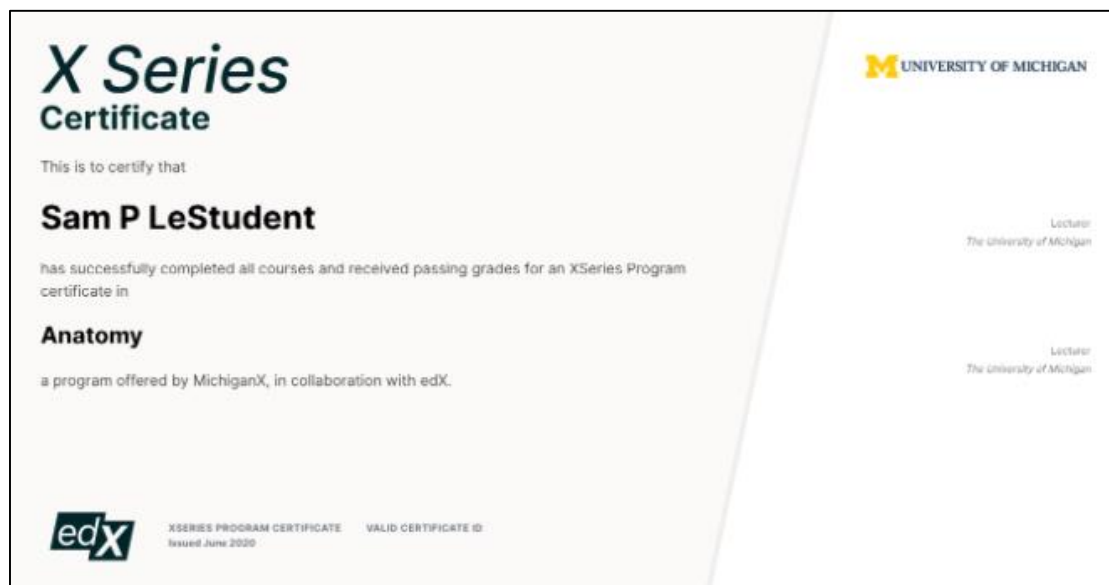 X Series
Certificate
This is to certify that
Sam P LeStudent
has successfully completed all courses and received passing grades for an XSeries Program
certificate in
Anatomy
a program offered by MichiganX, in collaboration with edX.
edX
XSERIES PROGRAM CERTIFICATE
Issued June 2020
VALID CERTIFICATE ID
M UNIVERSITY OF MICHIGAN
Lecturer
The University of Michigan
Lecturer
The University of Michigan